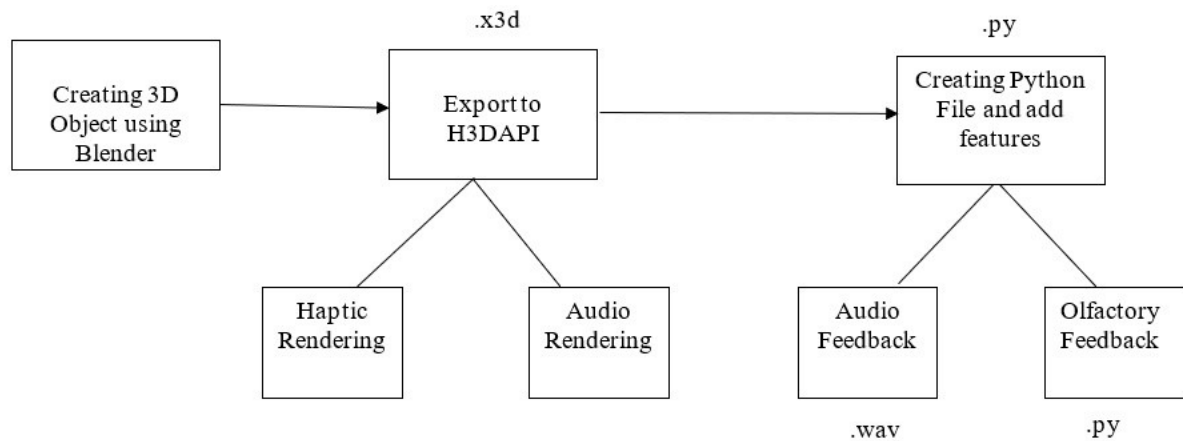 .x3d
.py
Creating 3D
Object using
Blender
Export to
H3DAPI
Creating Python
File and add
features
Haptic
Rendering
Audio
Rendering
Audio
Feedback
Olfactory
Feedback
.wav
.py